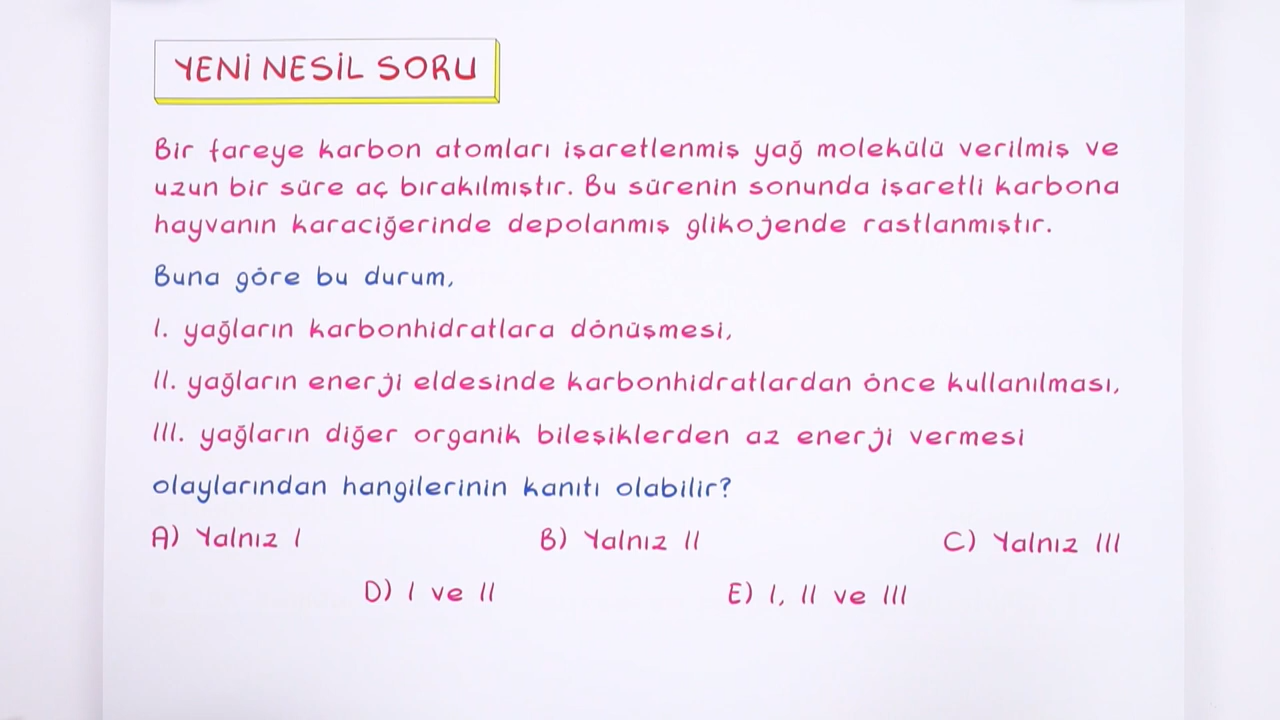 YENİ NESİL SORU
Bir fareye karbon atomları işaretlenmiş yağ molekülü verilmiş ve
uzun bir süre aç bırakılmıştır. Bu sürenin sonunda işaretli karbona
hayvanın karaciğerinde depolanmış glikojende rastlanmıştır.
Buna göre bu durum,
I. yağların karbonhidratlara dönüşmesi,
II. yağların enerji eldesinde karbonhidratlardan önce kullanılması,
III. yağların diğer organik bileşiklerden az enerji vermesi
olaylarından hangilerinin kanıtı olabilir?
A) Yalnız I B) Yalnız II C) Yalnız III
D) I ve II E) I, II ve III